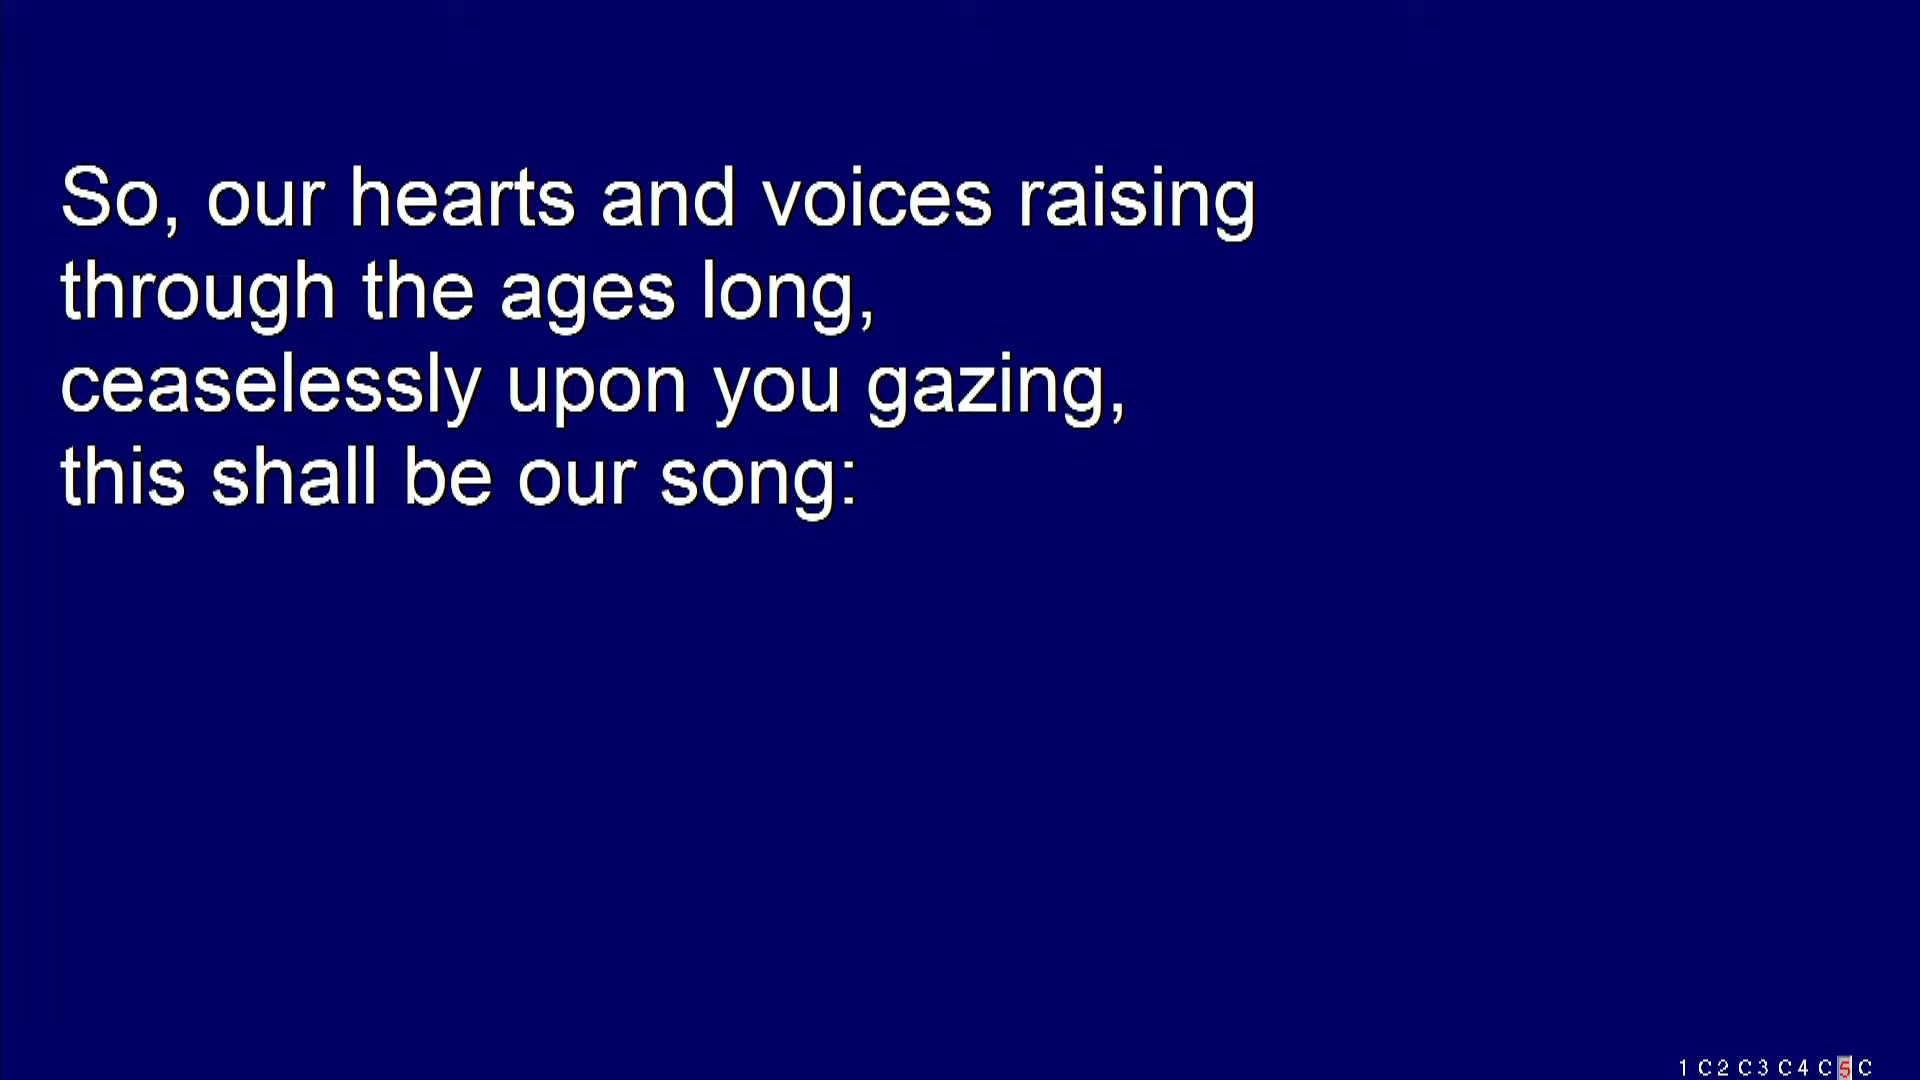 So, our hearts and voices raising
through the ages long,
ceaselessly upon you gazing,
this shall be our song:
1 C 2 C 3 C 4 C 5 C